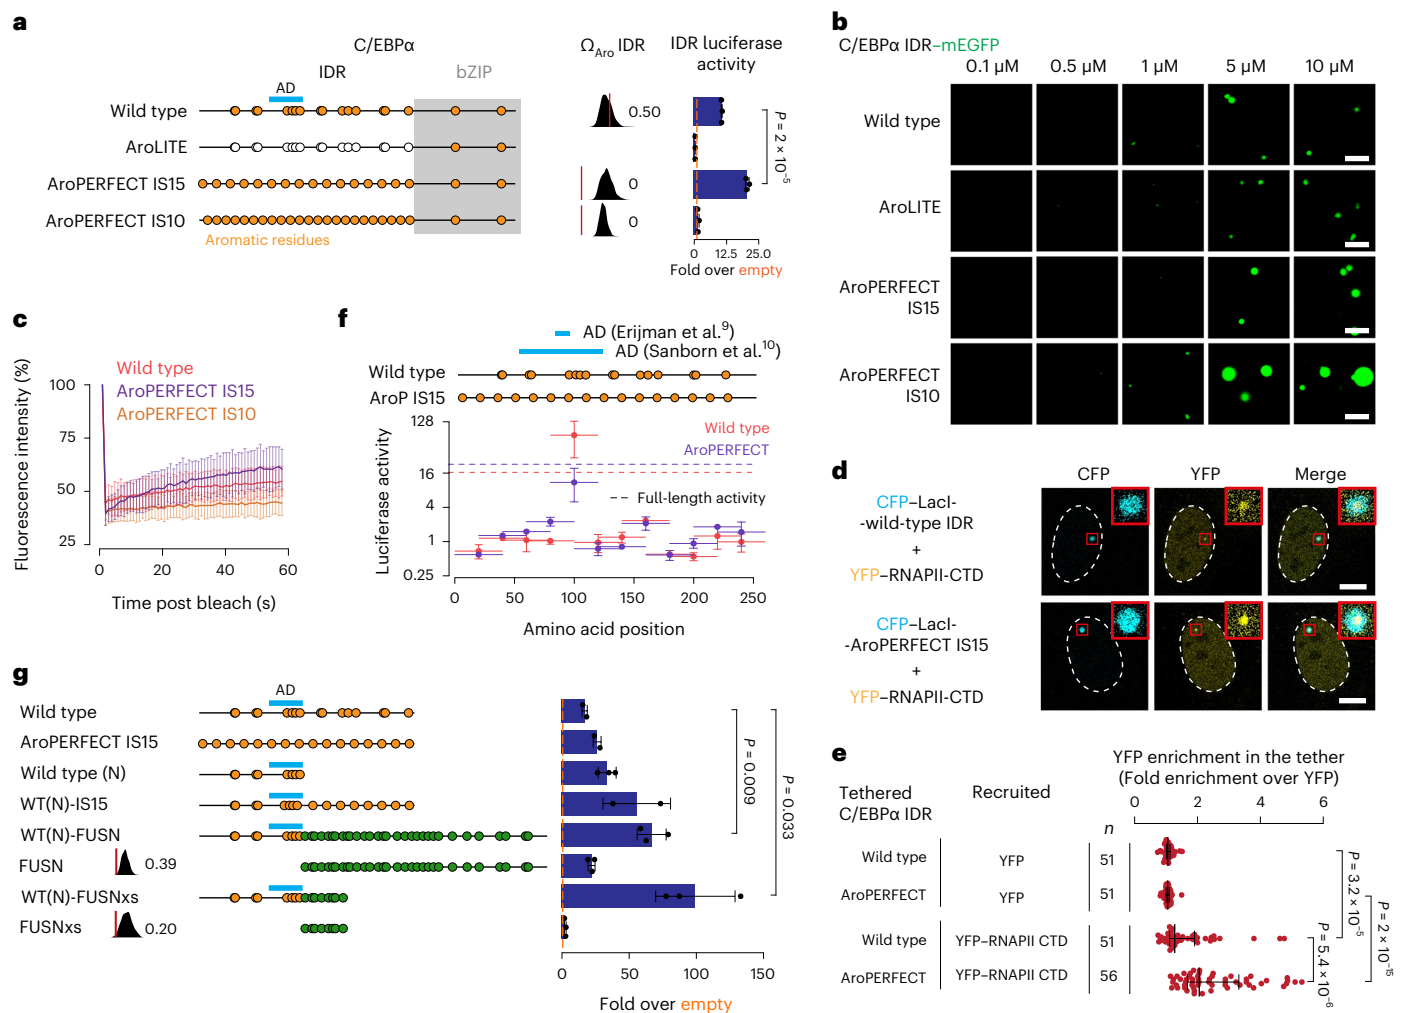 a
C/EBPα
IDR
bZIP
AD
Ω Aro IDR
IDR luciferase
activity
Wild type
0.50
AroLITE
AroPERFECT IS15
0
AroPERFECT IS10
0
Aromatic residues
P = 2 × 10⁻⁵
0 12.5 25.0
Fold over empty
b
C/EBPα IDR–mEGFP
0.1 µM 0.5 µM 1 µM 5 µM 10 µM
Wild type
AroLITE
AroPERFECT
IS15
AroPERFECT
IS10
c
Wild type
AroPERFECT IS15
AroPERFECT IS10
Fluorescence intensity (%)
100
75
50
25
0 20 40 60
Time post bleach (s)
f
AD (Erijman et al.⁹)
AD (Sanborn et al.¹⁰)
Wild type
AroP IS15
Luciferase activity
128
16
4
1
0.25
Wild type
AroPERFECT
Full-length activity
0 50 100 150 200 250
Amino acid position
d
CFP YFP Merge
CFP–LacI-
-wild-type IDR
+
YFP–RNAPII-CTD
CFP–LacI-
-AroPERFECT IS15
+
YFP–RNAPII-CTD
g
AD
Wild type
AroPERFECT IS15
Wild type (N)
WT(N)-IS15
WT(N)-FUSN
FUSN
0.39
WT(N)-FUSNxs
FUSNxs
0.20
P = 0.009
P = 0.033
0 50 100 150
Fold over empty
e
YFP enrichment in the tether
(Fold enrichment over YFP)
Tethered
C/EBPα IDR
Recruited
n
0 2 4 6
Wild type YFP 51
AroPERFECT YFP 51
Wild type YFP–RNAPII CTD 51
AroPERFECT YFP–RNAPII CTD 56
P = 3.2 × 10⁻⁵
P = 5.4 × 10⁻⁶
P = 2 × 10⁻¹⁵